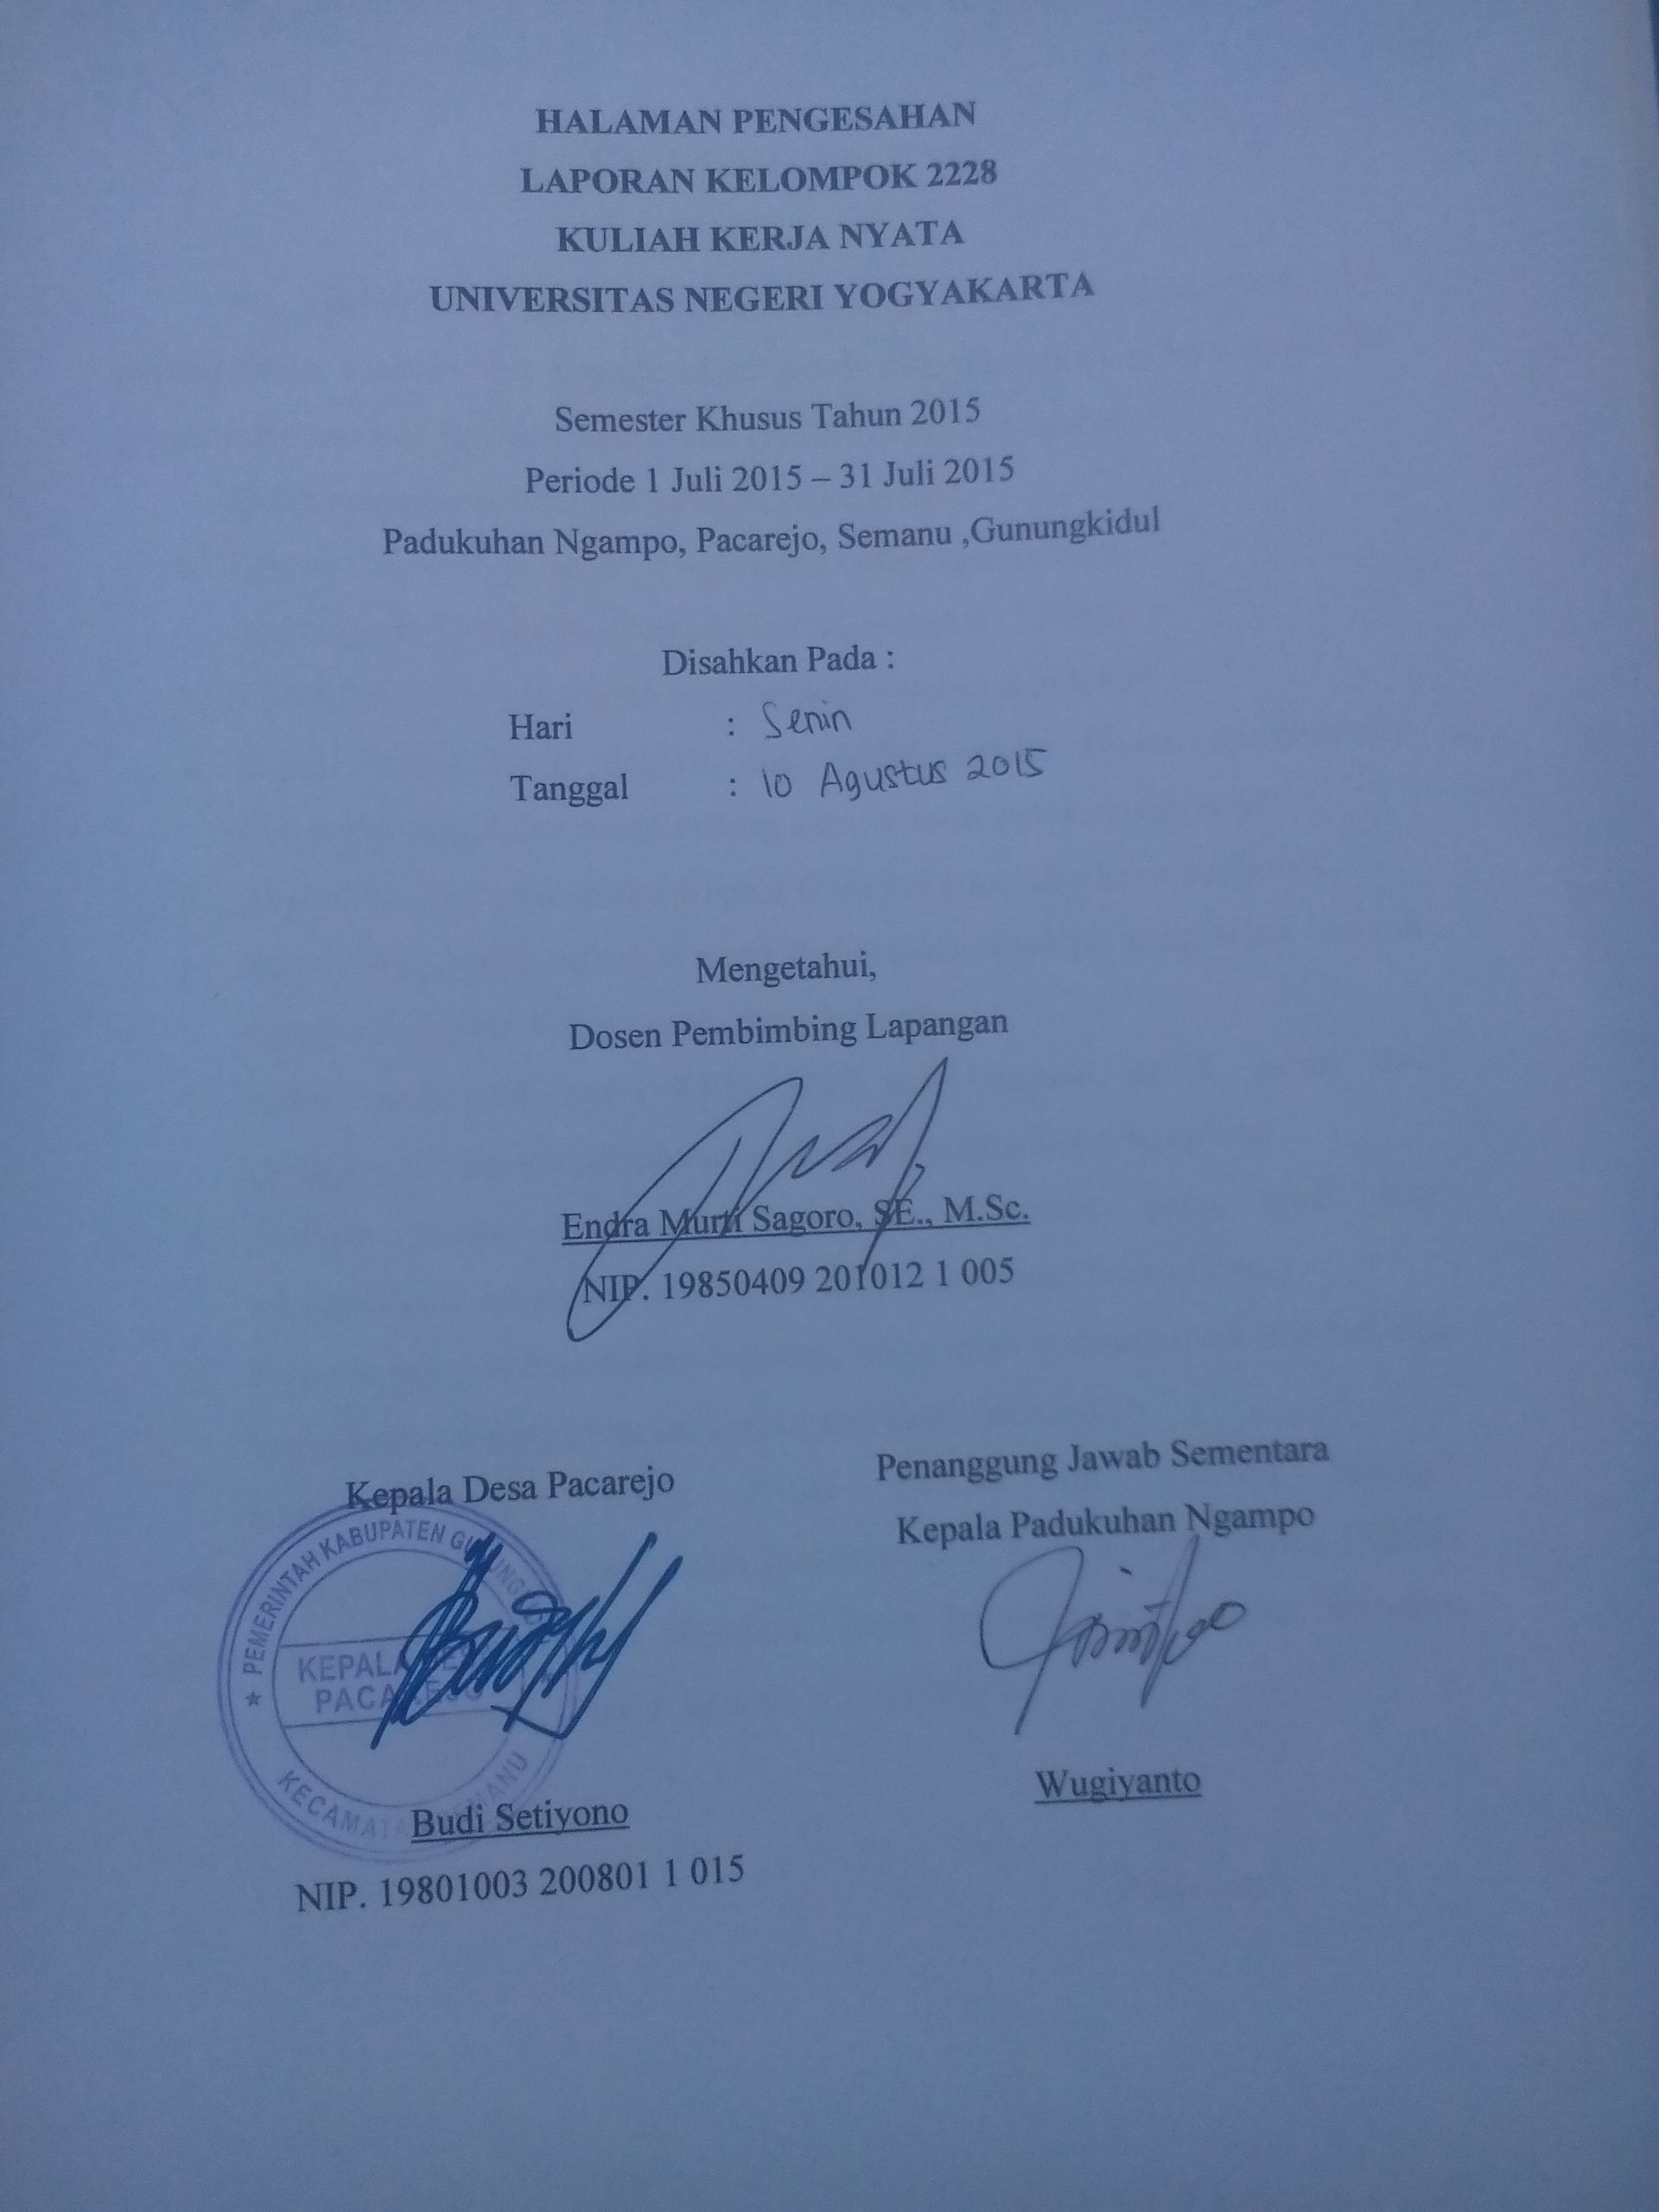 HALAMAN PENGESAHAN
LAPORAN KELOMPOK 2228
KULIAH KERJA NYATA
UNIVERSITAS NEGERI YOGYAKARTA
Semester Khusus Tahun 2015
Periode 1 Juli 2015 – 31 Juli 2015
Padukuhan Ngampo, Pacarejo, Semanu ,Gunungkidul
Disahkan Pada :
Hari : Senin
Tanggal : 10 Agustus 2015
Mengetahui,
Dosen Pembimbing Lapangan
Endra Murti Sagoro, SE., M.Sc.
NIP. 19850409 201012 1 005
Kepala Desa Pacarejo
Penanggung Jawab Sementara
Kepala Padukuhan Ngampo
PEMERINTAH KABUPATEN
KEPALA
PACAREJO
Budi Setiyono
NIP. 19801003 200801 1 015
Wugiyanto